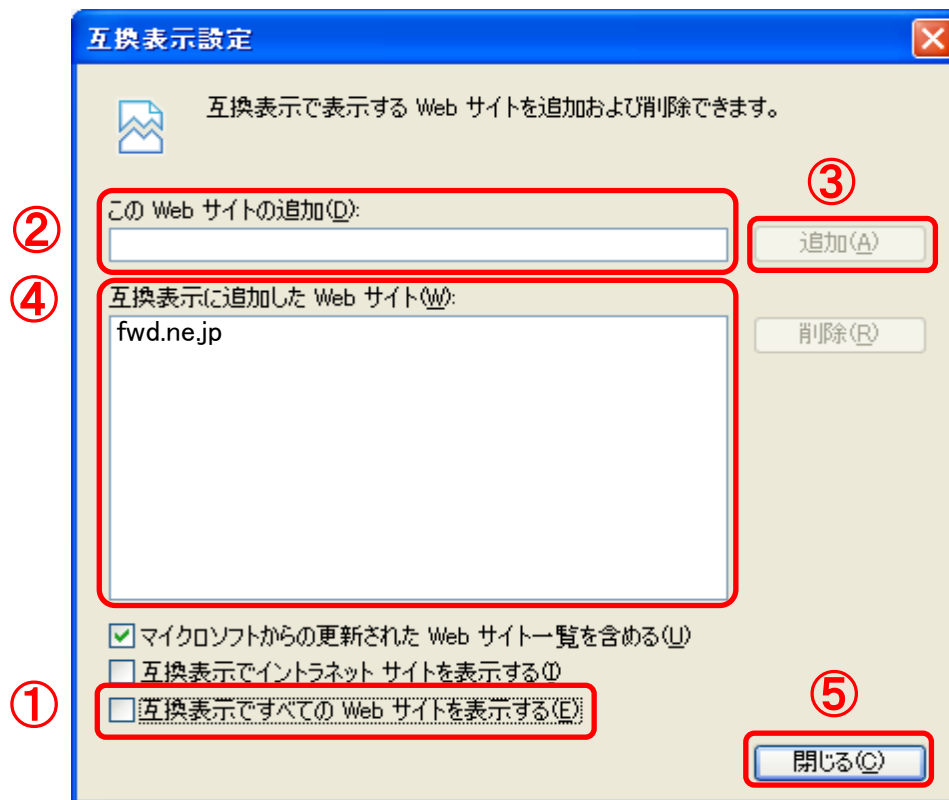 互換表示設定
互換表示で表示する Web サイトを追加および削除できます。
③
② この Web サイトの追加(D):
追加(A)
④ 互換表示に追加した Web サイト(W):
fwd.ne.jp
削除(R)
マイクロソフトからの更新された Web サイト一覧を含める(U)
互換表示でイントラネット サイトを表示する(I)
① 互換表示ですべての Web サイトを表示する(E)
⑤
閉じる(C)